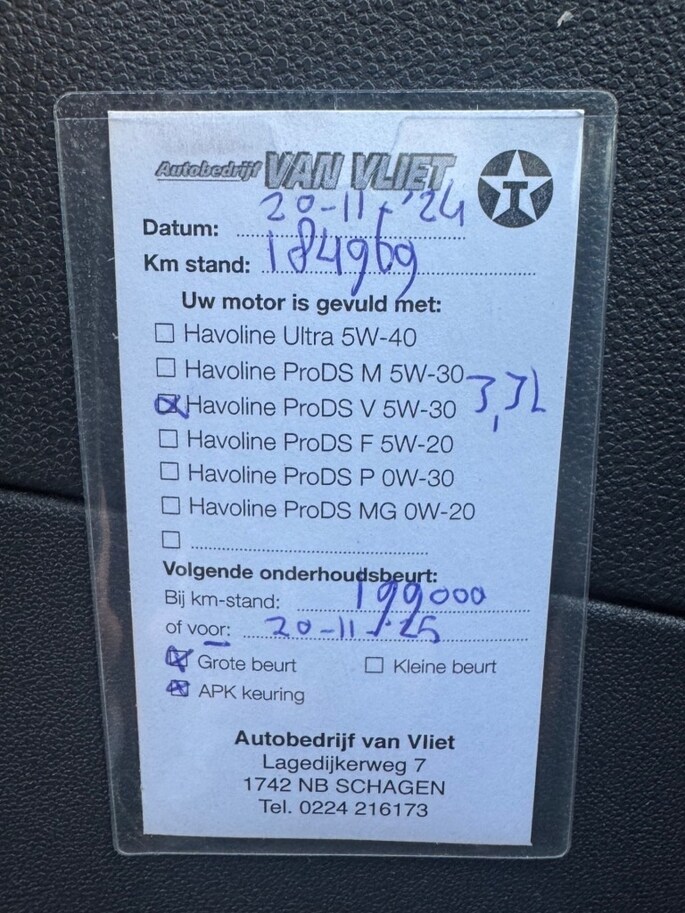 Autobedrijf VAN VLIET
T
Datum: 20-11-'24
Km stand: 184969
Uw motor is gevuld met:
☐ Havoline Ultra 5W-40
☐ Havoline ProDS M 5W-30
☒ Havoline ProDS V 5W-30 3,3L
☐ Havoline ProDS F 5W-20
☐ Havoline ProDS P 0W-30
☐ Havoline ProDS MG 0W-20
☐
Volgende onderhoudsbeurt:
Bij km-stand: 199000
of voor: 20-11-'25
☒ Grote beurt ☐ Kleine beurt
☒ APK keuring
Autobedrijf van Vliet
Lagedijkerweg 7
1742 NB SCHAGEN
Tel. 0224 216173